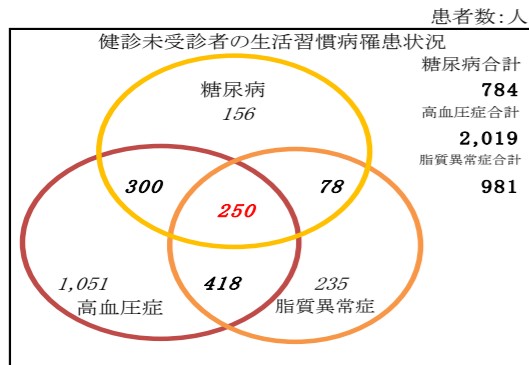 患者数：人
健診未受診者の生活習慣病罹患状況
糖尿病合計
784
高血圧症合計
2,019
脂質異常症合計
981
糖尿病
156
300
78
250
1,051
418
235
高血圧症
脂質異常症